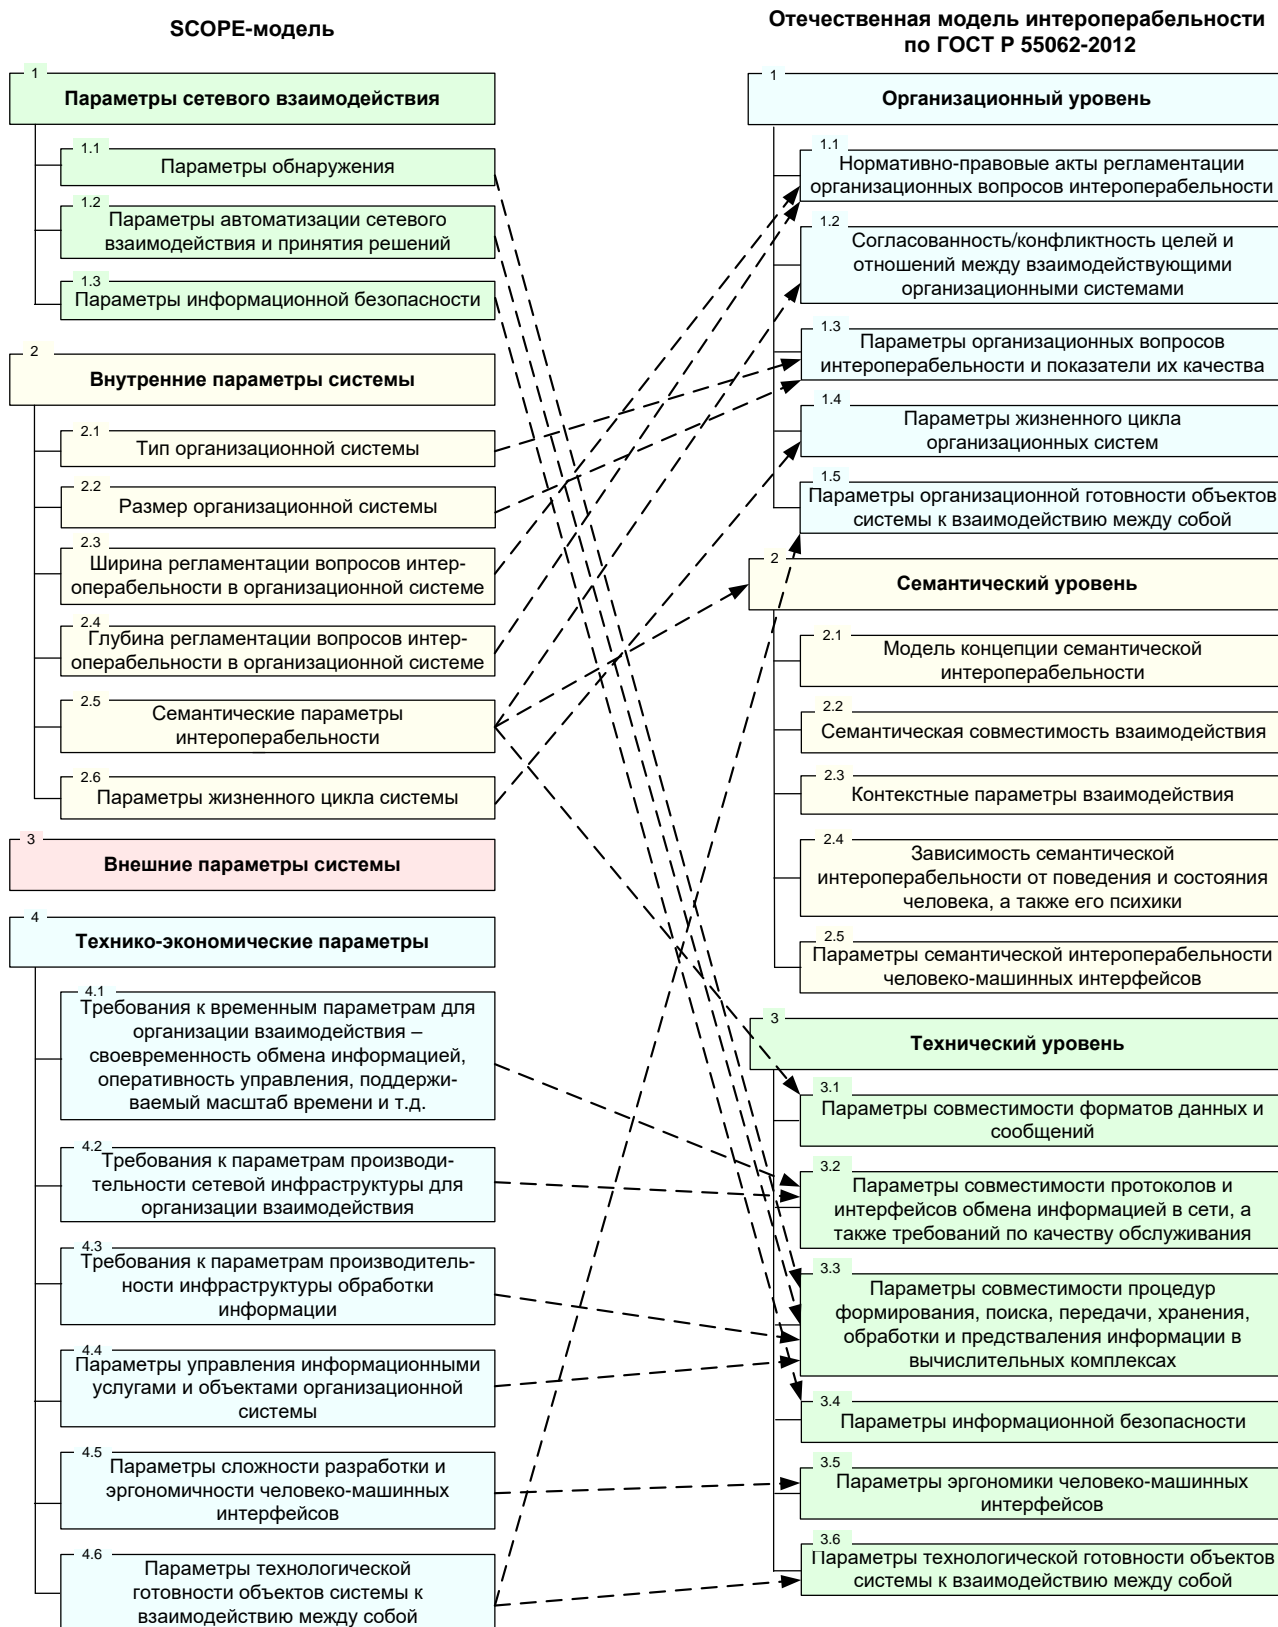 SCOPE-модель
1
Параметры сетевого взаимодействия
1.1
Параметры обнаружения
1.2
Параметры автоматизации сетевого
взаимодействия и принятия решений
1.3
Параметры информационной безопасности
2
Внутренние параметры системы
2.1
Тип организационной системы
2.2
Размер организационной системы
2.3
Ширина регламентации вопросов интер-
операбельности в организационной системе
2.4
Глубина регламентации вопросов интер-
операбельности в организационной системе
2.5
Семантические параметры
интероперабельности
2.6
Параметры жизненного цикла системы
3
Внешние параметры системы
4
Технико-экономические параметры
4.1
Требования к временным параметрам для
организации взаимодействия –
своевременность обмена информацией,
оперативность управления, поддержи-
ваемый масштаб времени и т.д.
4.2
Требования к параметрам производи-
тельности сетевой инфраструктуры для
организации взаимодействия
4.3
Требования к параметрам производитель-
ности инфраструктуры обработки
информации
4.4
Параметры управления информационными
услугами и объектами организационной
системы
4.5
Параметры сложности разработки и
эргономичности человеко-машинных
интерфейсов
4.6
Параметры технологической
готовности объектов системы к
взаимодействию между собой
Отечественная модель интероперабельности
по ГОСТ Р 55062-2012
1
Организационный уровень
1.1
Нормативно-правовые акты регламентации
организационных вопросов интероперабельности
1.2
Согласованность/конфликтность целей и
отношений между взаимодействующими
организационными системами
1.3
Параметры организационных вопросов
интероперабельности и показатели их качества
1.4
Параметры жизненного цикла
организационных систем
1.5
Параметры организационной готовности объектов
системы к взаимодействию между собой
2
Семантический уровень
2.1
Модель концепции семантической
интероперабельности
2.2
Семантическая совместимость взаимодействия
2.3
Контекстные параметры взаимодействия
2.4
Зависимость семантической
интероперабельности от поведения и состояния
человека, а также его психики
2.5
Параметры семантической интероперабельности
человеко-машинных интерфейсов
3
Технический уровень
3.1
Параметры совместимости форматов данных и
сообщений
3.2
Параметры совместимости протоколов и
интерфейсов обмена информацией в сети, а
также требований по качеству обслуживания
3.3
Параметры совместимости процедур
формирования, поиска, передачи, хранения,
обработки и предстваления информации в
вычислительных комплексах
3.4
Параметры информационной безопасности
3.5
Параметры эргономики человеко-машинных
интерфейсов
3.6
Параметры технологической готовности объектов
системы к взаимодействию между собой